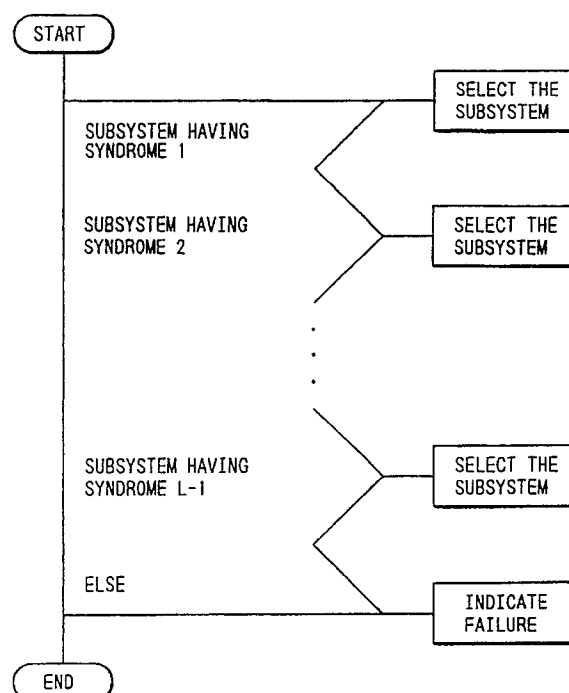 START
SELECT THE
SUBSYSTEM
SUBSYSTEM HAVING
SYNDROME 1
SUBSYSTEM HAVING
SYNDROME 2
SELECT THE
SUBSYSTEM
SUBSYSTEM HAVING
SYNDROME L-1
SELECT THE
SUBSYSTEM
ELSE
INDICATE
FAILURE
END